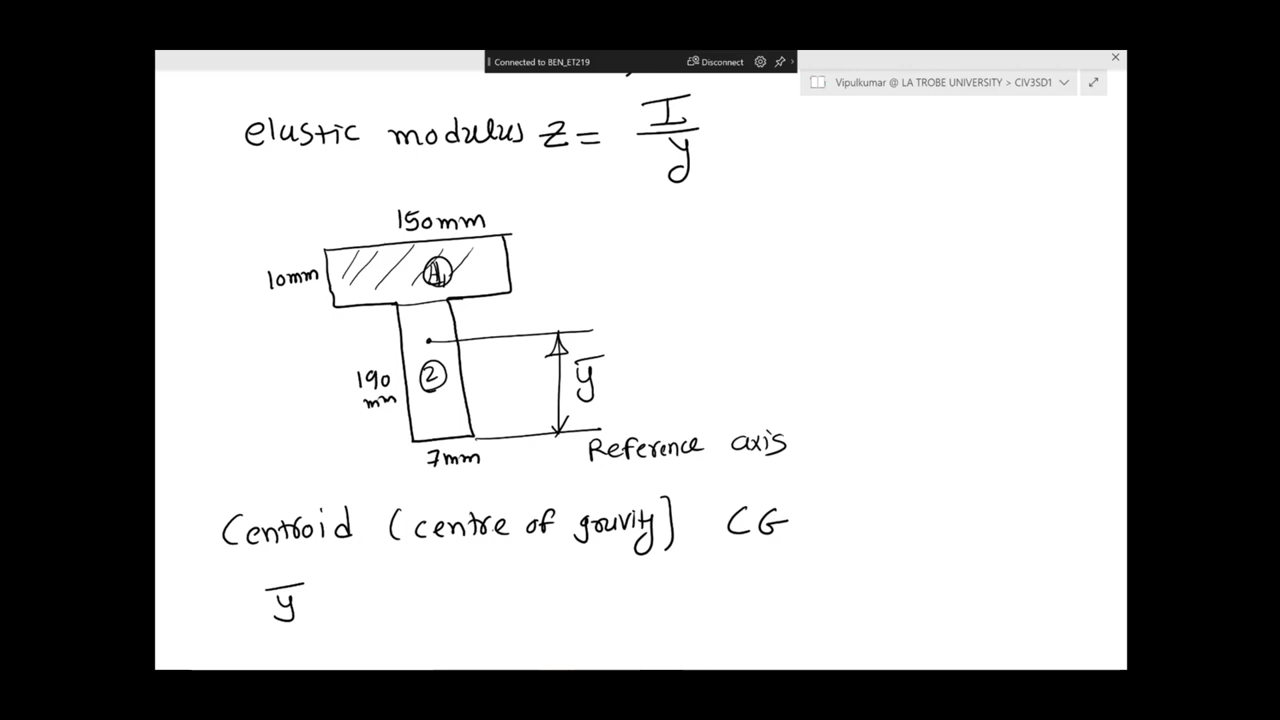 Connected to BEN_ET219 Disconnect
Vipulkumar @ LA TROBE UNIVERSITY > CIV3SD1
elastic modulus Z = I/y
150mm
10mm
A1
190
mm
2
ȳ
7mm
Reference axis
Centroid (centre of gravity) CG
ȳ